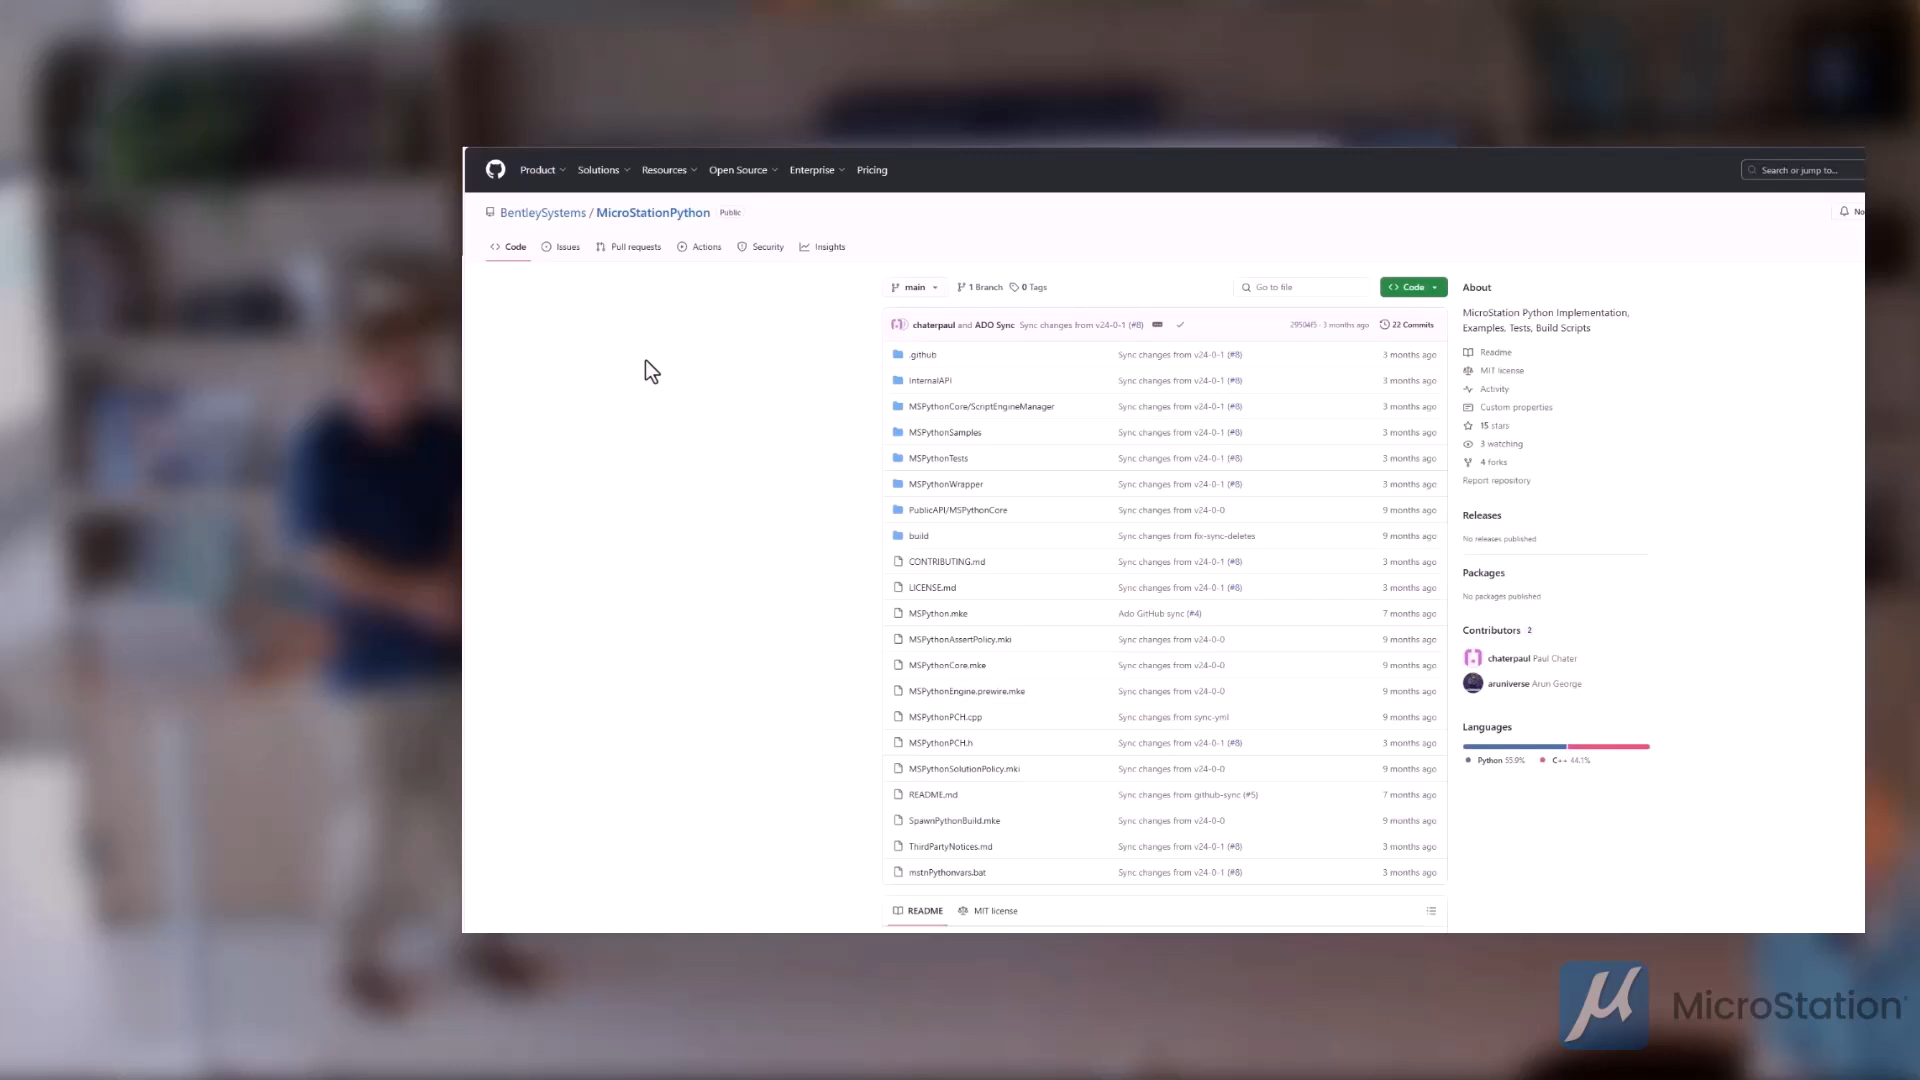 Product Solutions Resources Open Source Enterprise Pricing Search or jump to...
BentleySystems / MicroStationPython Public No
Code Issues Pull requests Actions Security Insights
main 1 Branch 0 Tags Go to file Code
chaterpaul and ADO Sync Sync changes from v24-0-1 (#8) 29504f5 · 3 months ago 22 Commits
.github Sync changes from v24-0-1 (#8) 3 months ago
InternalAPI Sync changes from v24-0-1 (#8) 3 months ago
MSPythonCore/ScriptEngineManager Sync changes from v24-0-1 (#8) 3 months ago
MSPythonSamples Sync changes from v24-0-1 (#8) 3 months ago
MSPythonTests Sync changes from v24-0-1 (#8) 3 months ago
MSPythonWrapper Sync changes from v24-0-1 (#8) 3 months ago
PublicAPI/MSPythonCore Sync changes from v24-0-0 9 months ago
build Sync changes from fix-sync-deletes 9 months ago
CONTRIBUTING.md Sync changes from v24-0-1 (#8) 3 months ago
LICENSE.md Sync changes from v24-0-1 (#8) 3 months ago
MSPython.mke Ado GitHub sync (#4) 7 months ago
MSPythonAssertPolicy.mki Sync changes from v24-0-0 9 months ago
MSPythonCore.mke Sync changes from v24-0-0 9 months ago
MSPythonEngine.prewire.mke Sync changes from v24-0-0 9 months ago
MSPythonPCH.cpp Sync changes from sync-yml 9 months ago
MSPythonPCH.h Sync changes from v24-0-1 (#8) 3 months ago
MSPythonSolutionPolicy.mki Sync changes from v24-0-0 9 months ago
README.md Sync changes from github-sync (#5) 7 months ago
SpawnPythonBuild.mke Sync changes from v24-0-0 9 months ago
ThirdPartyNotices.md Sync changes from v24-0-1 (#8) 3 months ago
mstnPythonvars.bat Sync changes from v24-0-1 (#8) 3 months ago
README MIT license
About
MicroStation Python Implementation,
Examples, Tests, Build Scripts
Readme
MIT license
Activity
Custom properties
15 stars
3 watching
4 forks
Report repository
Releases
No releases published
Packages
No packages published
Contributors 2
chaterpaul Paul Chater
aruniverse Arun George
Languages
Python 55.9% C++ 44.1%
MicroStation